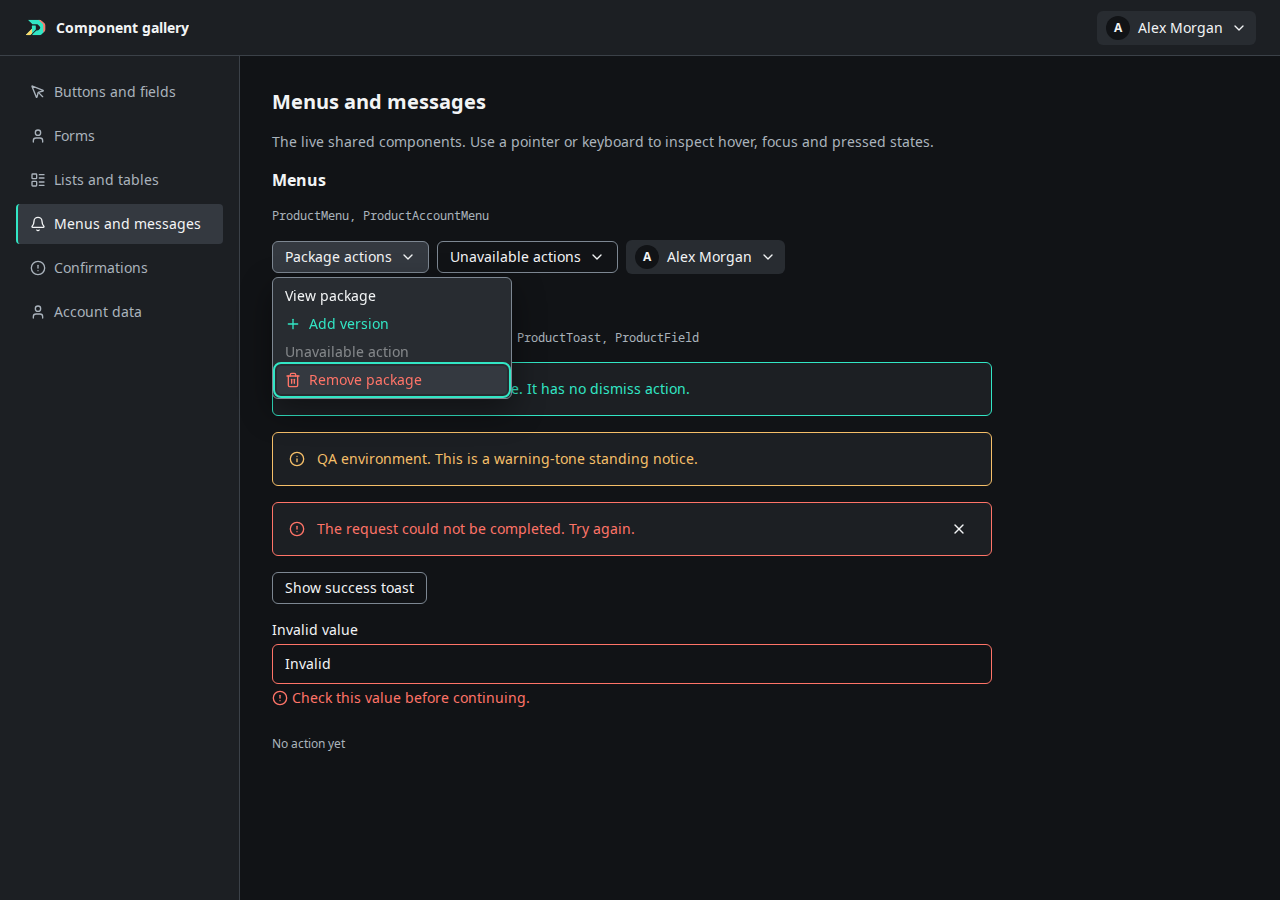 Component gallery
A Alex Morgan
Buttons and fields
Forms
Lists and tables
Menus and messages
Confirmations
Account data
Menus and messages
The live shared components. Use a pointer or keyboard to inspect hover, focus and pressed states.
Menus
ProductMenu, ProductAccountMenu
Package actions
Unavailable actions
A Alex Morgan
View package
Add version
Unavailable action
Remove package
ProductToast, ProductField
It has no dismiss action.
QA environment. This is a warning-tone standing notice.
The request could not be completed. Try again.
Show success toast
Invalid value
Invalid
Check this value before continuing.
No action yet